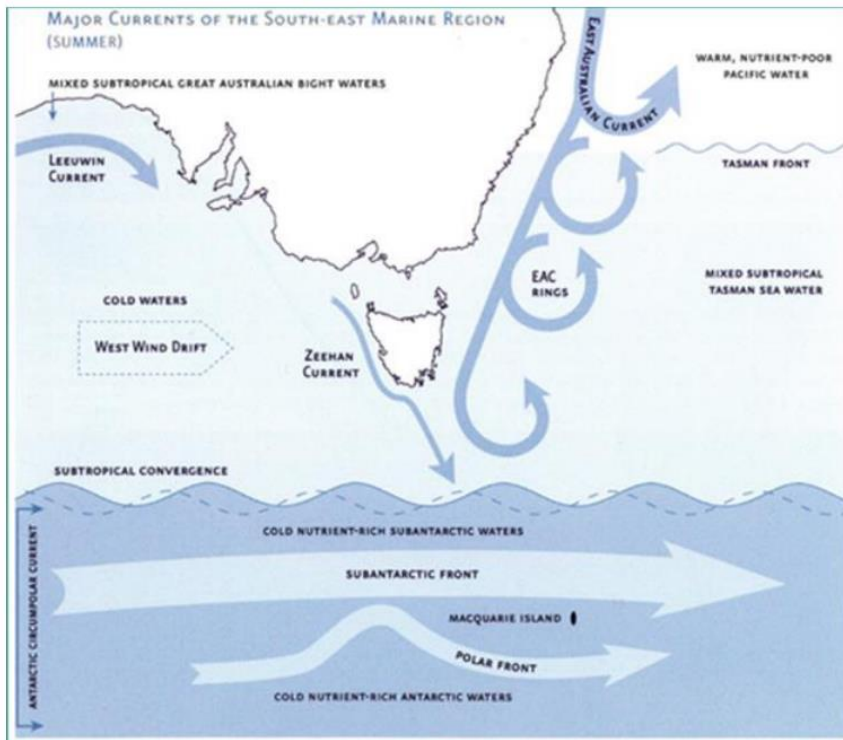 MAJOR CURRENTS OF THE SOUTH-EAST MARINE REGION
(SUMMER)
MIXED SUBTROPICAL GREAT AUSTRALIAN BIGHT WATERS
LEEUWIN
CURRENT
EAST AUSTRALIAN CURRENT
WARM, NUTRIENT-POOR
PACIFIC WATER
TASMAN FRONT
EAC
RINGS
MIXED SUBTROPICAL
TASMAN SEA WATER
COLD WATERS
WEST WIND DRIFT
ZEEHAN
CURRENT
SUBTROPICAL CONVERGENCE
ANTARCTIC CIRCUMPOLAR CURRENT
COLD NUTRIENT-RICH SUBANTARCTIC WATERS
SUBANTARCTIC FRONT
MACQUARIE ISLAND
POLAR FRONT
COLD NUTRIENT-RICH ANTARCTIC WATERS